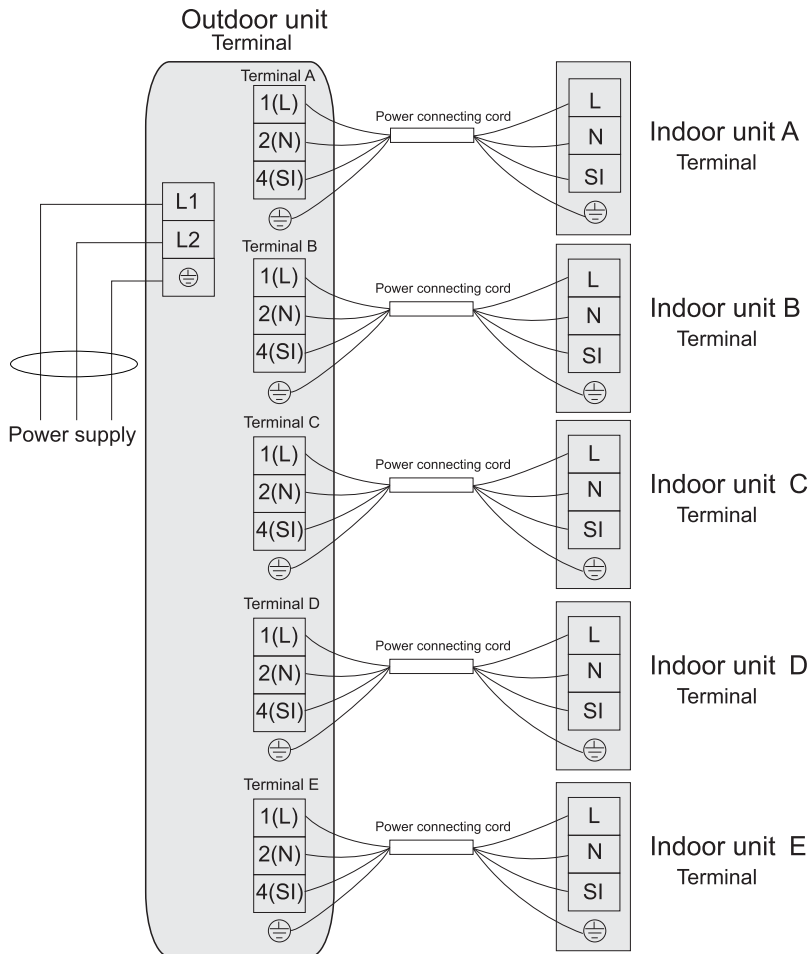 Outdoor unit
Terminal
L1
L2
Power supply
Terminal A
1(L)
2(N)
4(SI)
Power connecting cord
L
N
SI
Indoor unit A
Terminal
Terminal B
1(L)
2(N)
4(SI)
Power connecting cord
L
N
SI
Indoor unit B
Terminal
Terminal C
1(L)
2(N)
4(SI)
Power connecting cord
L
N
SI
Indoor unit C
Terminal
Terminal D
1(L)
2(N)
4(SI)
Power connecting cord
L
N
SI
Indoor unit D
Terminal
Terminal E
1(L)
2(N)
4(SI)
Power connecting cord
L
N
SI
Indoor unit E
Terminal